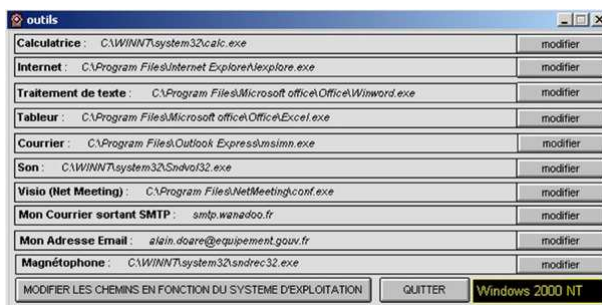 outils
Calculatrice : C:\WINNT\system32\calc.exe modifier
Internet : C:\Program Files\Internet Explorer\Iexplore.exe modifier
Traitement de texte : C:\Program Files\Microsoft office\Office\Winword.exe modifier
Tableur : C:\Program Files\Microsoft office\Office\Excel.exe modifier
Courrier : C:\Program Files\Outlook Express\msimn.exe modifier
Son : C:\WINNT\system32\Sndvol32.exe modifier
Visio (Net Meeting) : C:\Program Files\NetMeeting\conf.exe modifier
Mon Courrier sortant SMTP : smtp.wanadoo.fr modifier
Mon Adresse Email : alain.doare@equipement.gouv.fr modifier
Magnétophone : C:\WINNT\system32\sndrec32.exe modifier
MODIFIER LES CHEMINS EN FONCTION DU SYSTEME D'EXPLOITATION QUITTER Windows 2000 NT